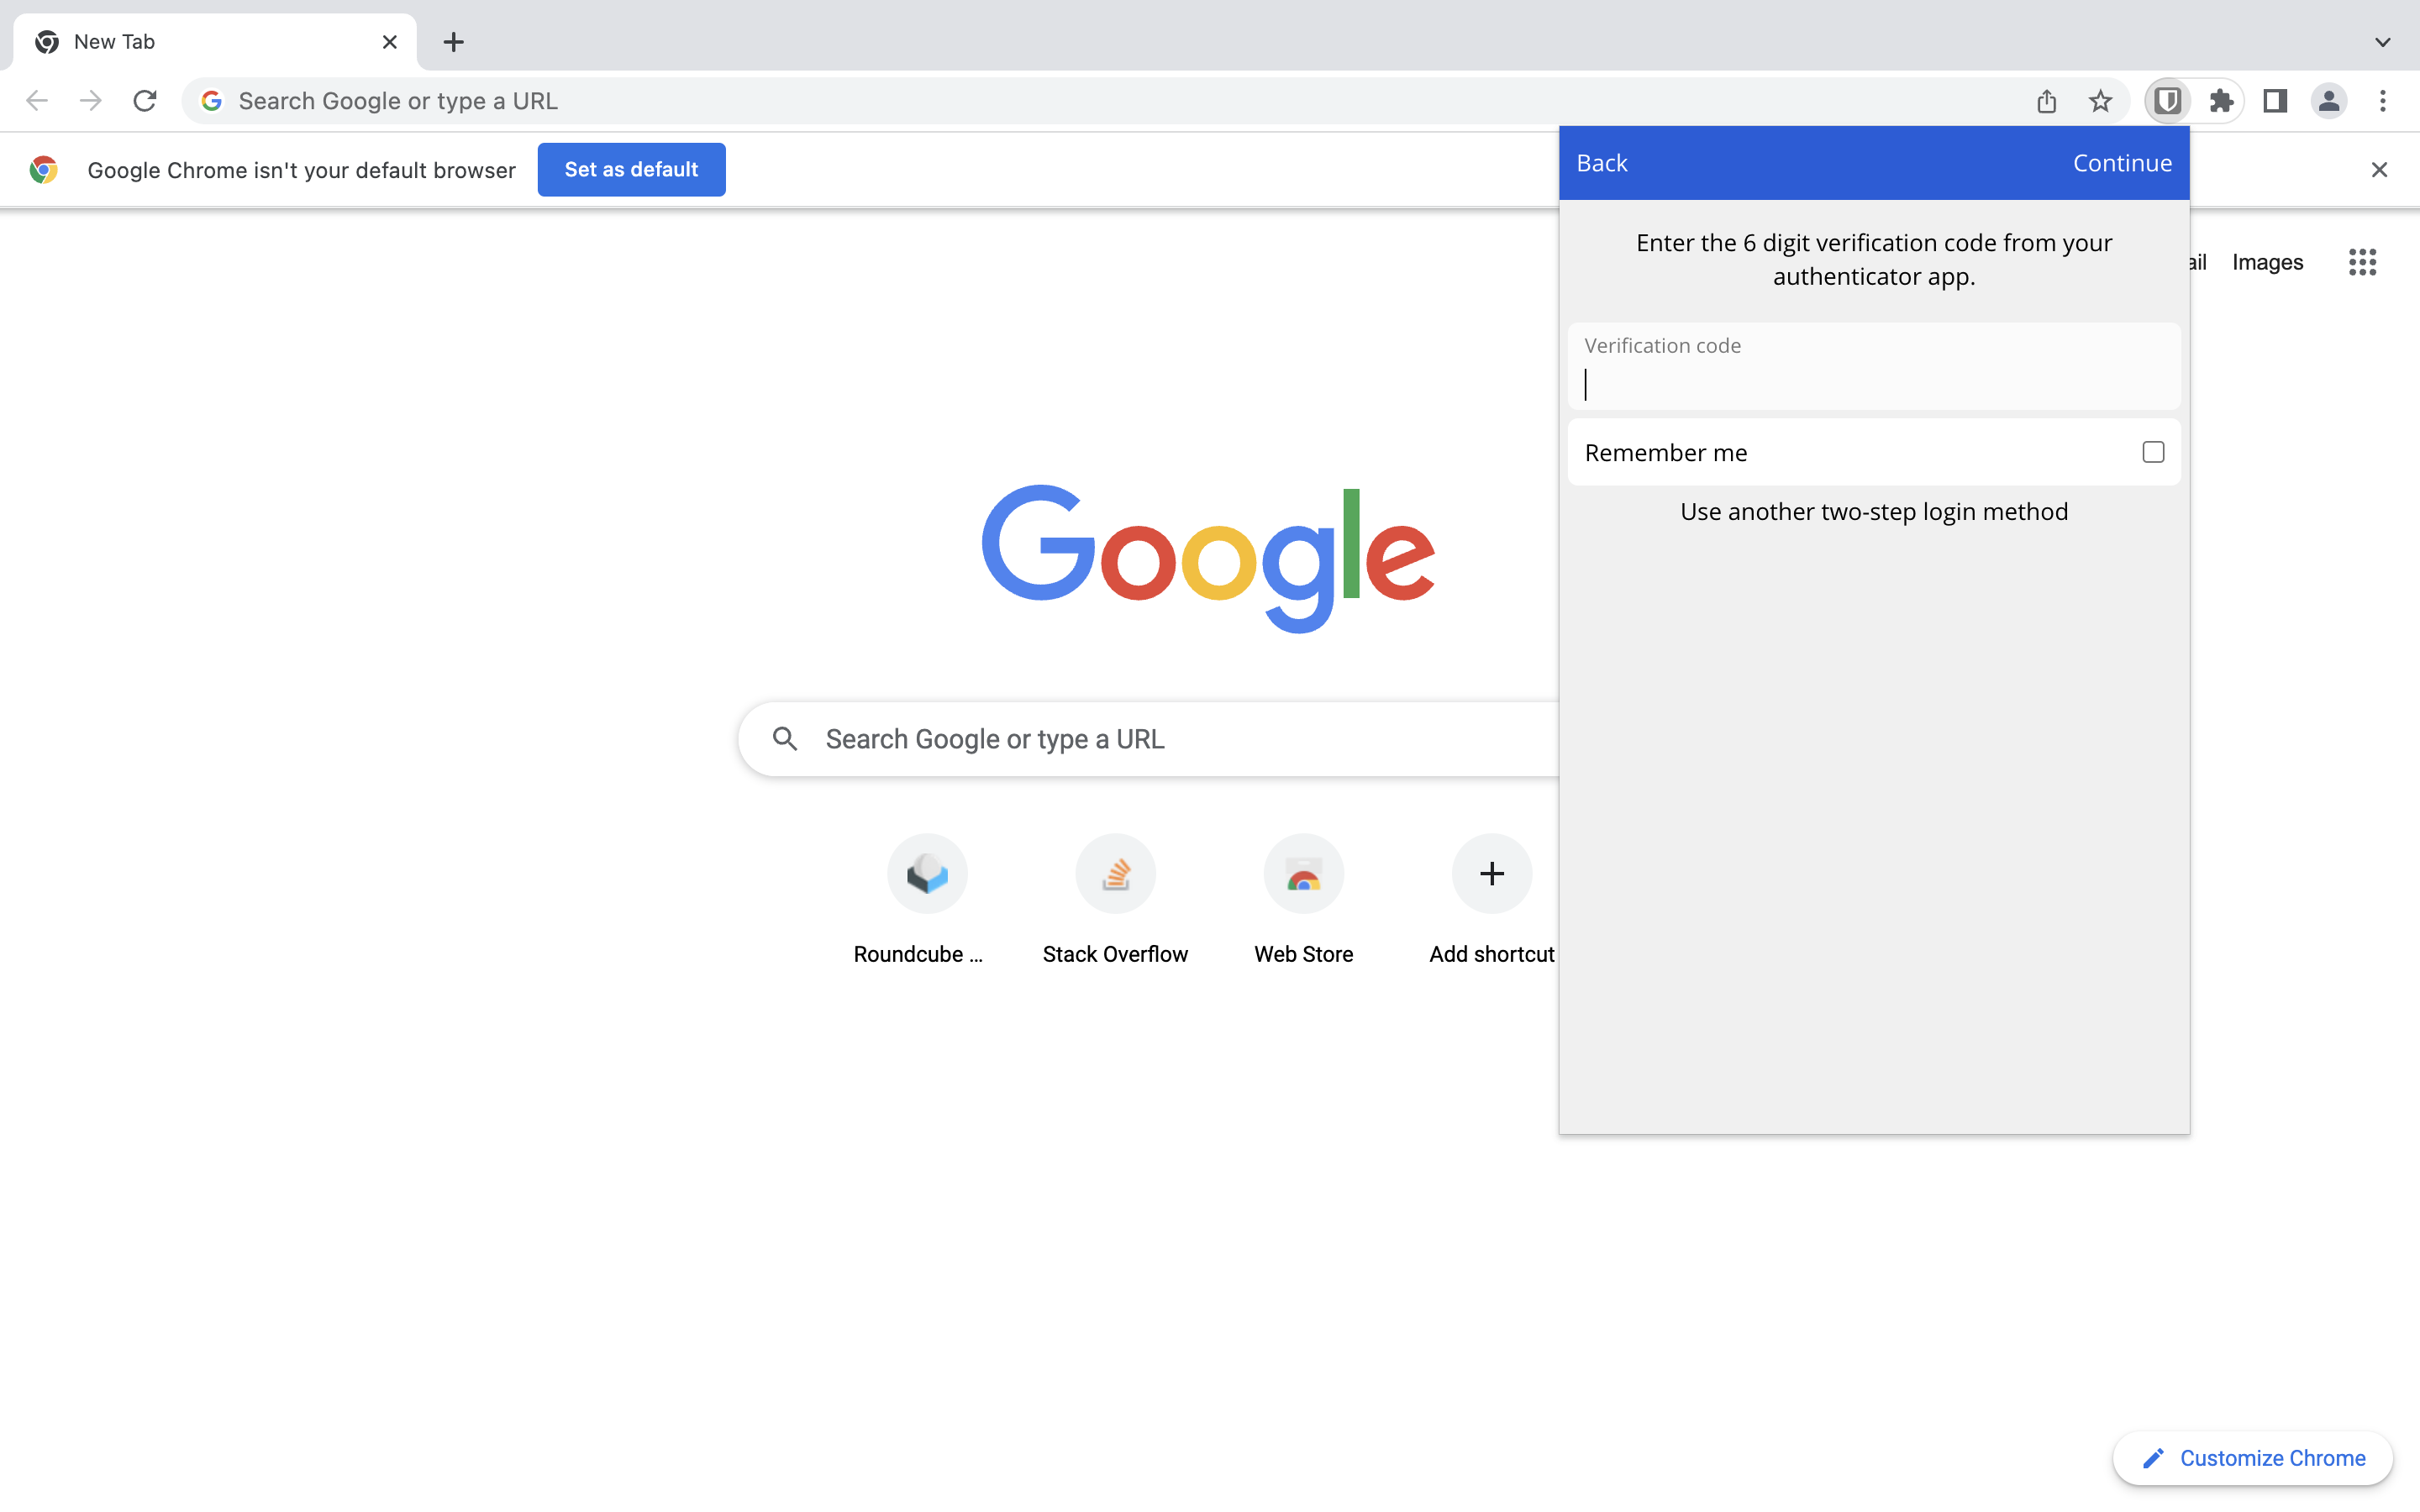 New Tab
Search Google or type a URL
Google Chrome isn't your default browser
Set as default
Back
Continue
Enter the 6 digit verification code from your
authenticator app.
Images
Verification code
Remember me
Use another two-step login method
Google
Search Google or type a URL
Roundcube ...
Stack Overflow
Web Store
Add shortcut
Customize Chrome